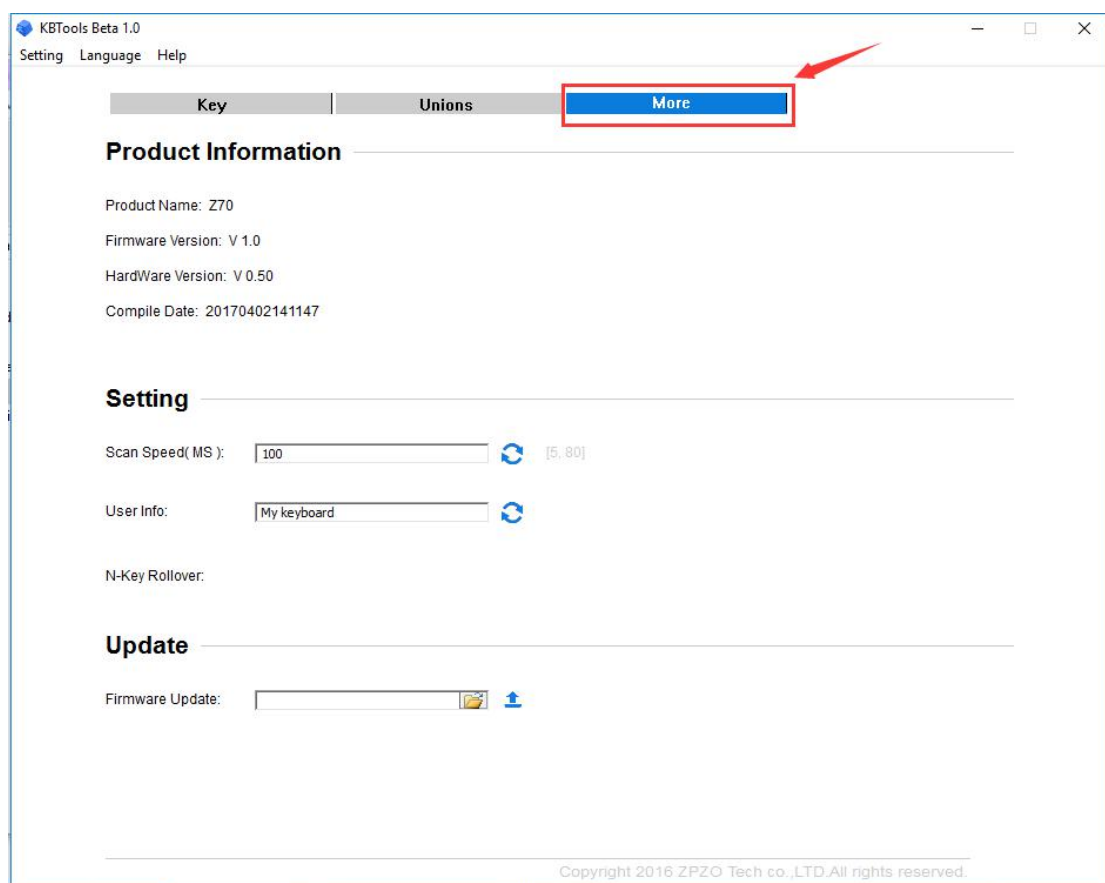 KBTools Beta 1.0
Setting Language Help
Key Unions More
Product Information
Product Name: Z70
Firmware Version: V 1.0
HardWare Version: V 0.50
Compile Date: 20170402141147
Setting
Scan Speed( MS ): 100 [5, 80]
User Info: My keyboard
N-Key Rollover:
Update
Firmware Update:
Copyright 2016 ZPZO Tech co.,LTD.All rights reserved.